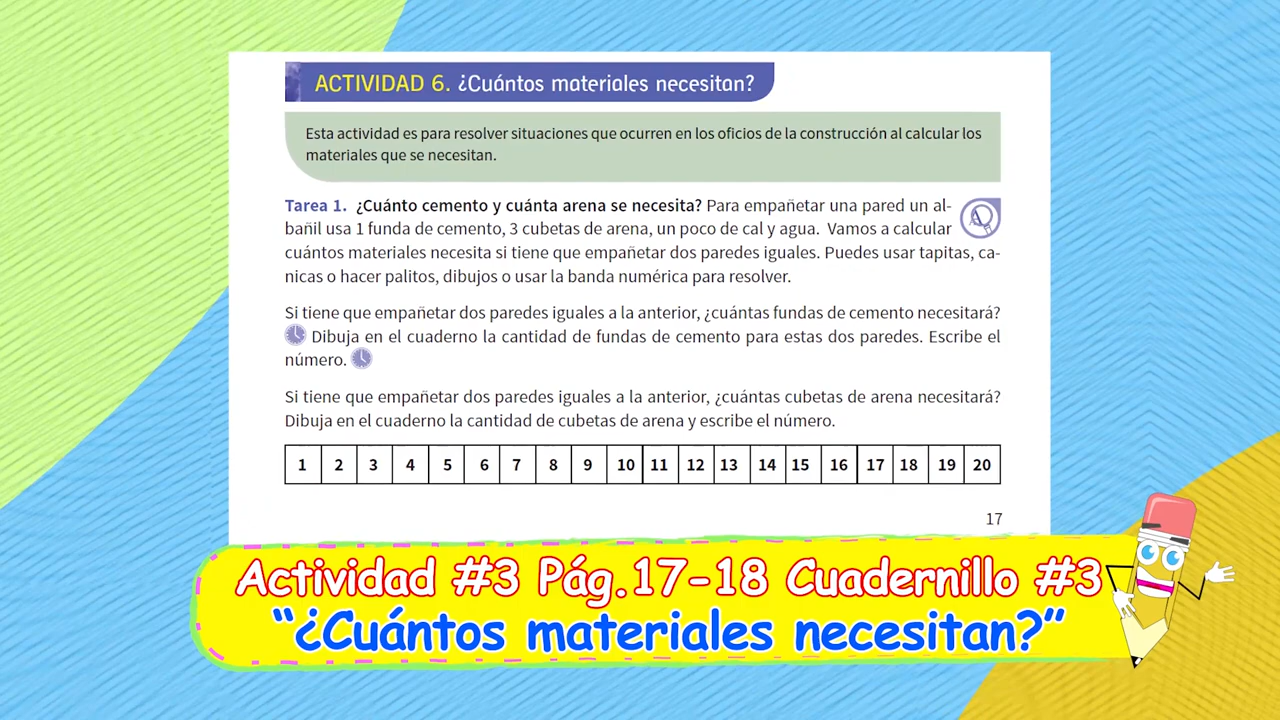 ACTIVIDAD 6. ¿Cuántos materiales necesitan?
Esta actividad es para resolver situaciones que ocurren en los oficios de la construcción al calcular los
materiales que se necesitan.
Tarea 1. ¿Cuánto cemento y cuánta arena se necesita? Para empañetar una pared un al-
bañil usa 1 funda de cemento, 3 cubetas de arena, un poco de cal y agua. Vamos a calcular
cuántos materiales necesita si tiene que empañetar dos paredes iguales. Puedes usar tapitas, ca-
nicas o hacer palitos, dibujos o usar la banda numérica para resolver.
Si tiene que empañetar dos paredes iguales a la anterior, ¿cuántas fundas de cemento necesitará?
Dibuja en el cuaderno la cantidad de fundas de cemento para estas dos paredes. Escribe el
número.
Si tiene que empañetar dos paredes iguales a la anterior, ¿cuántas cubetas de arena necesitará?
Dibuja en el cuaderno la cantidad de cubetas de arena y escribe el número.
1 2 3 4 5 6 7 8 9 10 11 12 13 14 15 16 17 18 19 20
17
Actividad #3 Pág.17-18 Cuadernillo #3
“¿Cuántos materiales necesitan?”